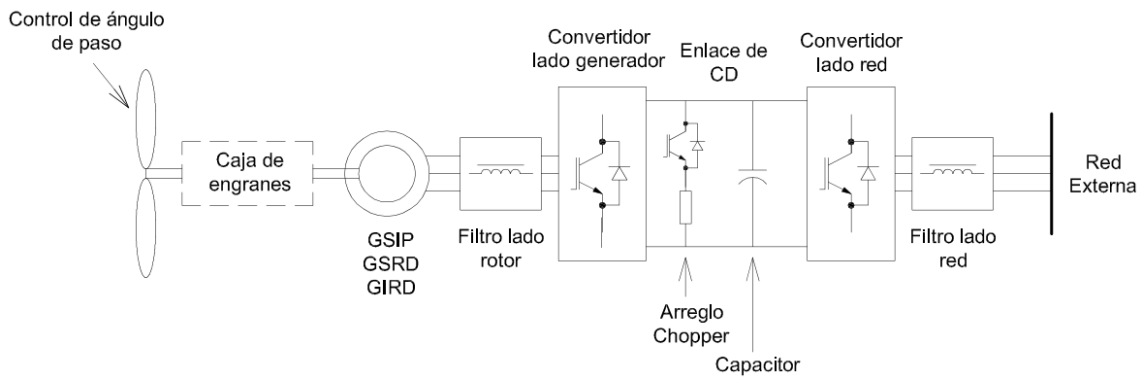 Control de ángulo
de paso
Caja de
engranes
GSIP
GSRD
GIRD
Filtro lado
rotor
Convertidor
lado generador
Enlace de
CD
Arreglo
Chopper
Capacitor
Convertidor
lado red
Filtro lado
red
Red
Externa